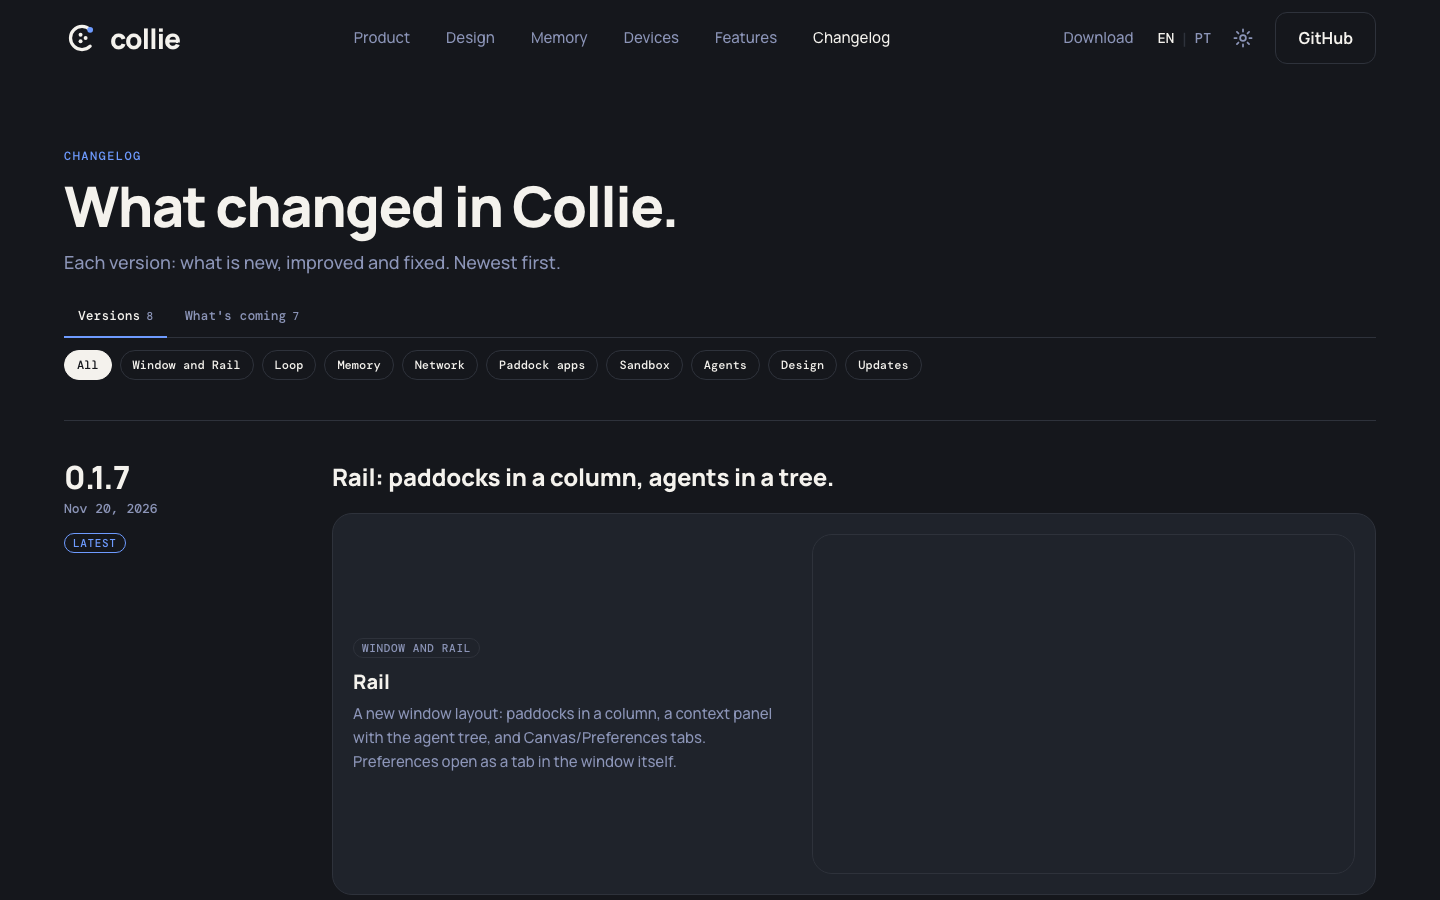 collie
Product Design Memory Devices Features Changelog
Download EN | PT GitHub
CHANGELOG
What changed in Collie.
Each version: what is new, improved and fixed. Newest first.
Versions 8 What's coming 7
All Window and Rail Loop Memory Network Paddock apps Sandbox Agents Design Updates
0.1.7
Nov 20, 2026
LATEST
Rail: paddocks in a column, agents in a tree.
WINDOW AND RAIL
Rail
A new window layout: paddocks in a column, a context panel
with the agent tree, and Canvas/Preferences tabs.
Preferences open as a tab in the window itself.